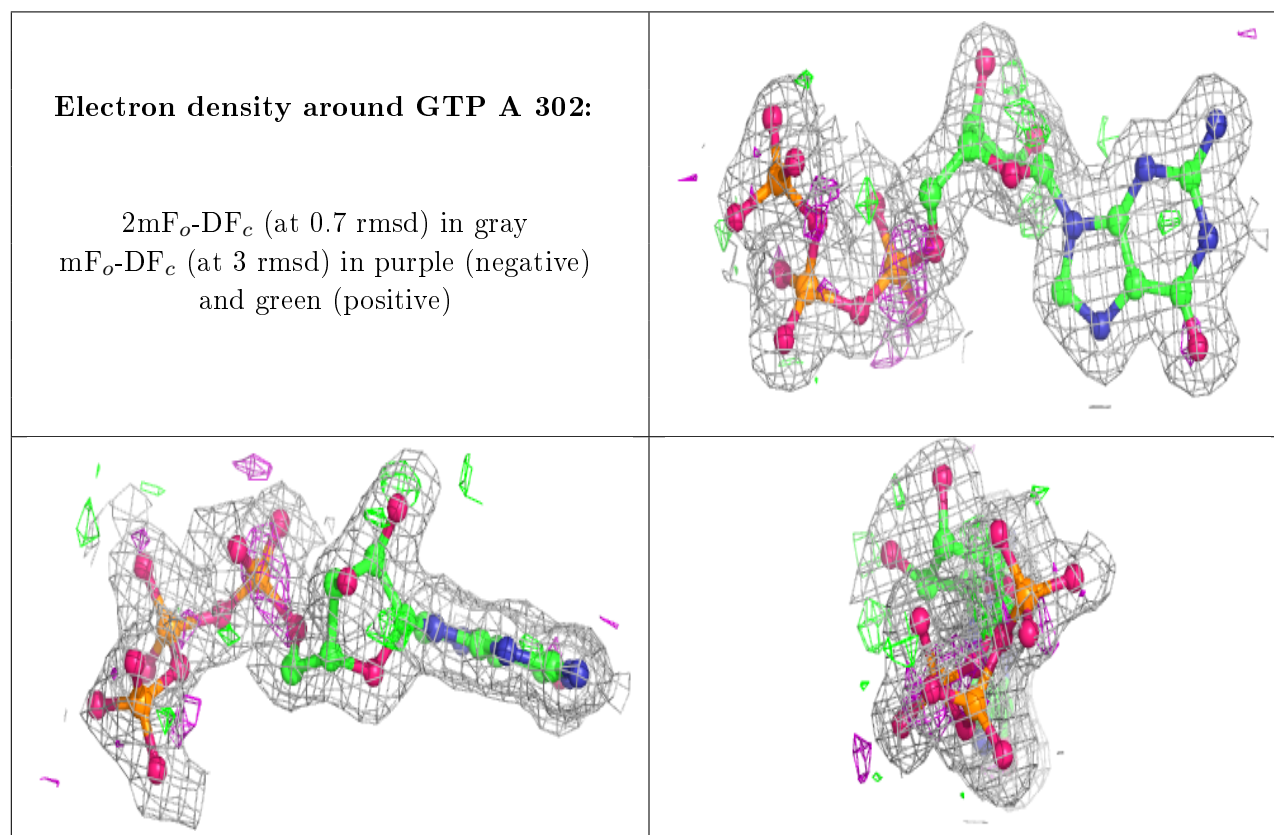 Electron density around GTP A 302:
2mFo-DFc (at 0.7 rmsd) in gray
mFo-DFc (at 3 rmsd) in purple (negative)
and green (positive)